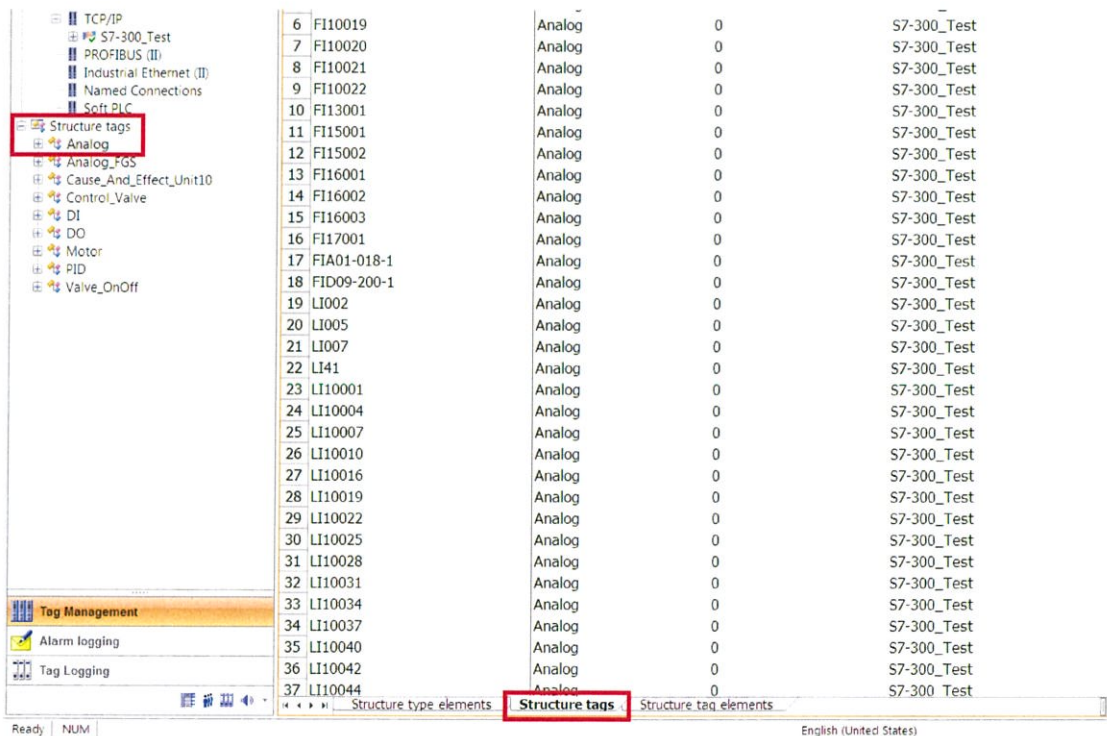 TCP/IP
S7-300_Test
PROFIBUS (II)
Industrial Ethernet (II)
Named Connections
Soft PLC
Structure tags
Analog
Analog_FGS
Cause_And_Effect_Unit10
Control_Valve
DI
DO
Motor
PID
Valve_OnOff
Tag Management
Alarm logging
Tag Logging
6 FI10019 Analog 0 S7-300_Test
7 FI10020 Analog 0 S7-300_Test
8 FI10021 Analog 0 S7-300_Test
9 FI10022 Analog 0 S7-300_Test
10 FI13001 Analog 0 S7-300_Test
11 FI15001 Analog 0 S7-300_Test
12 FI15002 Analog 0 S7-300_Test
13 FI16001 Analog 0 S7-300_Test
14 FI16002 Analog 0 S7-300_Test
15 FI16003 Analog 0 S7-300_Test
16 FI17001 Analog 0 S7-300_Test
17 FIA01-018-1 Analog 0 S7-300_Test
18 FID09-200-1 Analog 0 S7-300_Test
19 LI002 Analog 0 S7-300_Test
20 LI005 Analog 0 S7-300_Test
21 LI007 Analog 0 S7-300_Test
22 LI41 Analog 0 S7-300_Test
23 LI10001 Analog 0 S7-300_Test
24 LI10004 Analog 0 S7-300_Test
25 LI10007 Analog 0 S7-300_Test
26 LI10010 Analog 0 S7-300_Test
27 LI10016 Analog 0 S7-300_Test
28 LI10019 Analog 0 S7-300_Test
29 LI10022 Analog 0 S7-300_Test
30 LI10025 Analog 0 S7-300_Test
31 LI10028 Analog 0 S7-300_Test
32 LI10031 Analog 0 S7-300_Test
33 LI10034 Analog 0 S7-300_Test
34 LI10037 Analog 0 S7-300_Test
35 LI10040 Analog 0 S7-300_Test
36 LI10042 Analog 0 S7-300_Test
37 LI10044 Analog 0 S7-300_Test
Structure type elements Structure tags Structure tag elements
Ready NUM English (United States)